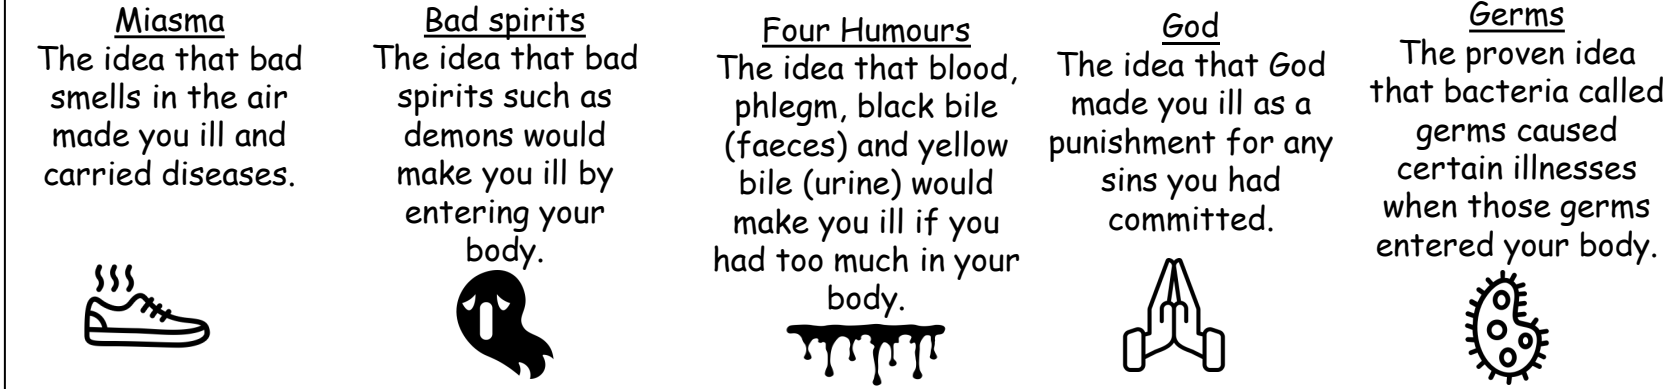 Miasma
The idea that bad
smells in the air
made you ill and
carried diseases.
Bad spirits
The idea that bad
spirits such as
demons would
make you ill by
entering your
body.
Four Humours
The idea that blood,
phlegm, black bile
(faeces) and yellow
bile (urine) would
make you ill if you
had too much in your
body.
God
The idea that God
made you ill as a
punishment for any
sins you had
committed.
Germs
The proven idea
that bacteria called
germs caused
certain illnesses
when those germs
entered your body.